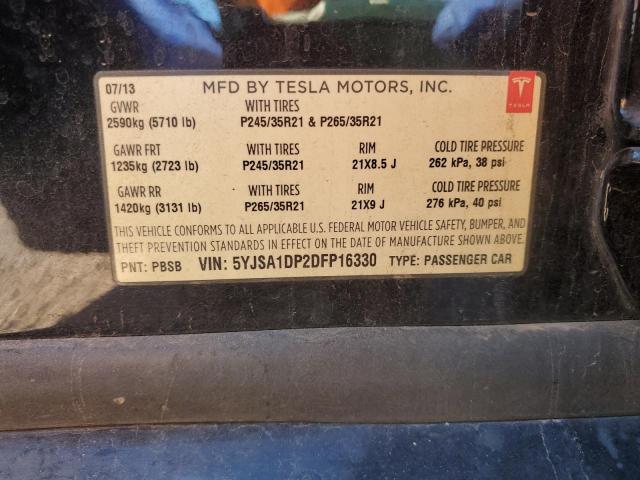 07/13 MFD BY TESLA MOTORS, INC.
GVWR WITH TIRES
2590kg (5710 lb) P245/35R21 & P265/35R21
TESLA
GAWR FRT WITH TIRES RIM COLD TIRE PRESSURE
1235kg (2723 lb) P245/35R21 21X8.5 J 262 kPa, 38 psi
GAWR RR WITH TIRES RIM COLD TIRE PRESSURE
1420kg (3131 lb) P265/35R21 21X9 J 276 kPa, 40 psi
THIS VEHICLE CONFORMS TO ALL APPLICABLE U.S. FEDERAL MOTOR VEHICLE SAFETY, BUMPER, AND
THEFT PREVENTION STANDARDS IN EFFECT ON THE DATE OF MANUFACTURE SHOWN ABOVE.
PNT: PBSB VIN: 5YJSA1DP2DFP16330 TYPE: PASSENGER CAR